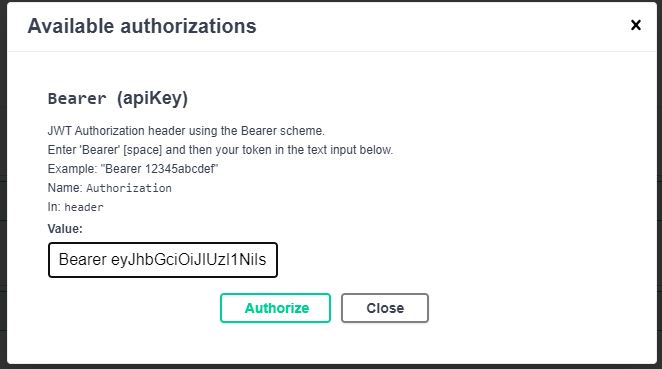 Available authorizations
×
Bearer (apiKey)
JWT Authorization header using the Bearer scheme.
Enter 'Bearer' [space] and then your token in the text input below.
Example: "Bearer 12345abcdef"
Name: Authorization
In: header
Value:
Bearer eyJhbGciOiJIUzI1NiIs
Authorize
Close